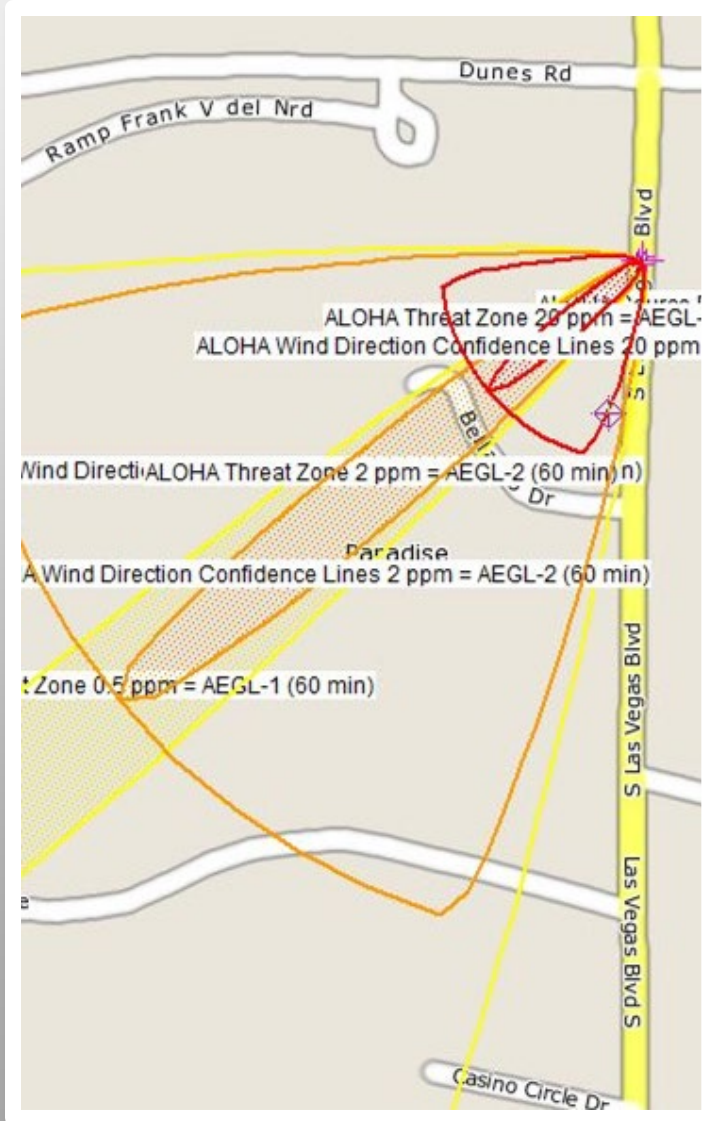 Dunes Rd
Ramp Frank V del Nrd
Blvd
ALOHA Threat Zone 20 ppm = AEGL-
ALOHA Wind Direction Confidence Lines 20 ppm
Wind Directi
ALOHA Threat Zone 2 ppm = AEGL-2 (60 min)
n)
Dr
Paradise
A Wind Direction Confidence Lines 2 ppm = AEGL-2 (60 min)
t Zone 0.5 ppm = AEGL-1 (60 min)
S Las Vegas Blvd
Las Vegas Blvd S
e
Casino Circle Dr